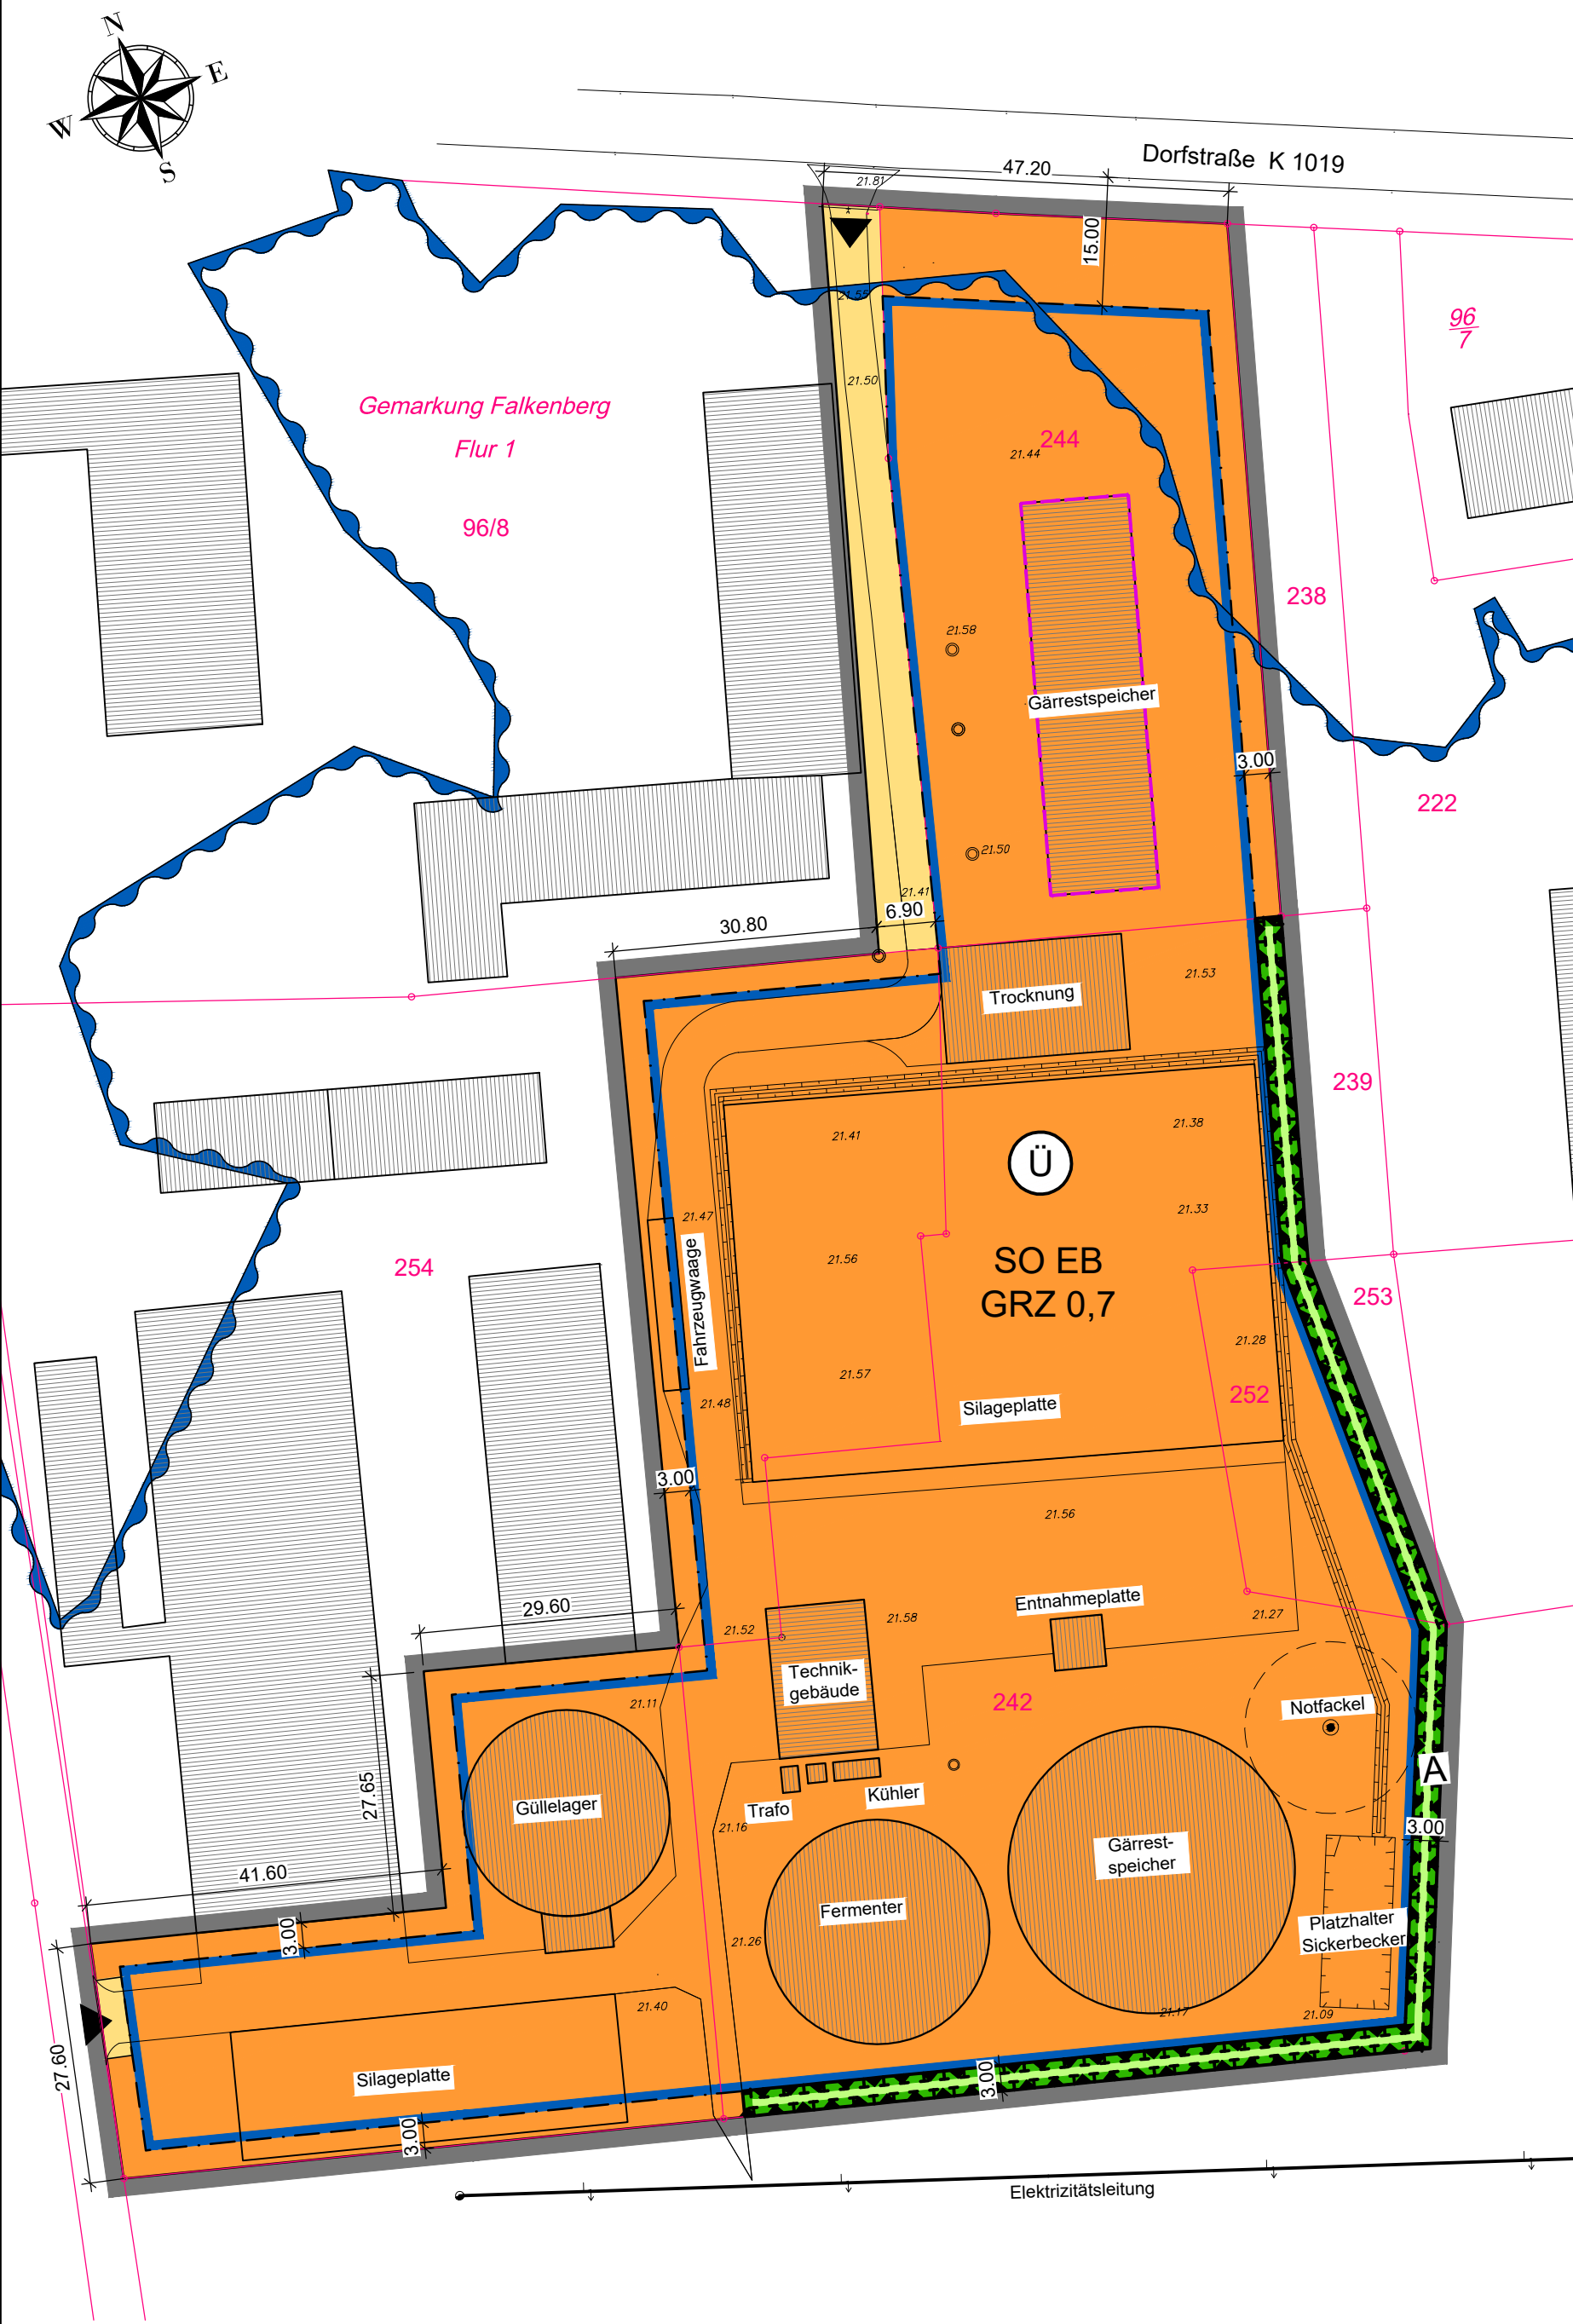 N
E
W
S
Dorfstraße K 1019
47.20
21.81
15.00
21.55
96
7
21.50
Gemarkung Falkenberg
Flur 1
244
21.44
96/8
238
21.58
Gärrestspeicher
3.00
222
21.50
21.41
6.90
30.80
21.53
Trocknung
239
21.41
21.38
Ü
21.47
21.33
Fahrzeugwaage
21.56
SO EB
GRZ 0,7
254
253
21.28
21.57
252
21.48
Silageplatte
3.00
21.56
29.60
Entnahmeplatte
21.52
21.58
21.27
Technik-
gebäude
21.11
242
Notfackel
A
27.65
Güllelager
Trafo
Kühler
21.16
3.00
Gärrest-
speicher
41.60
Fermenter
Platzhalter
Sickerbecker
3.00
21.26
21.40
21.17
21.09
27.60
Silageplatte
3.00
3.00
Elektrizitätsleitung